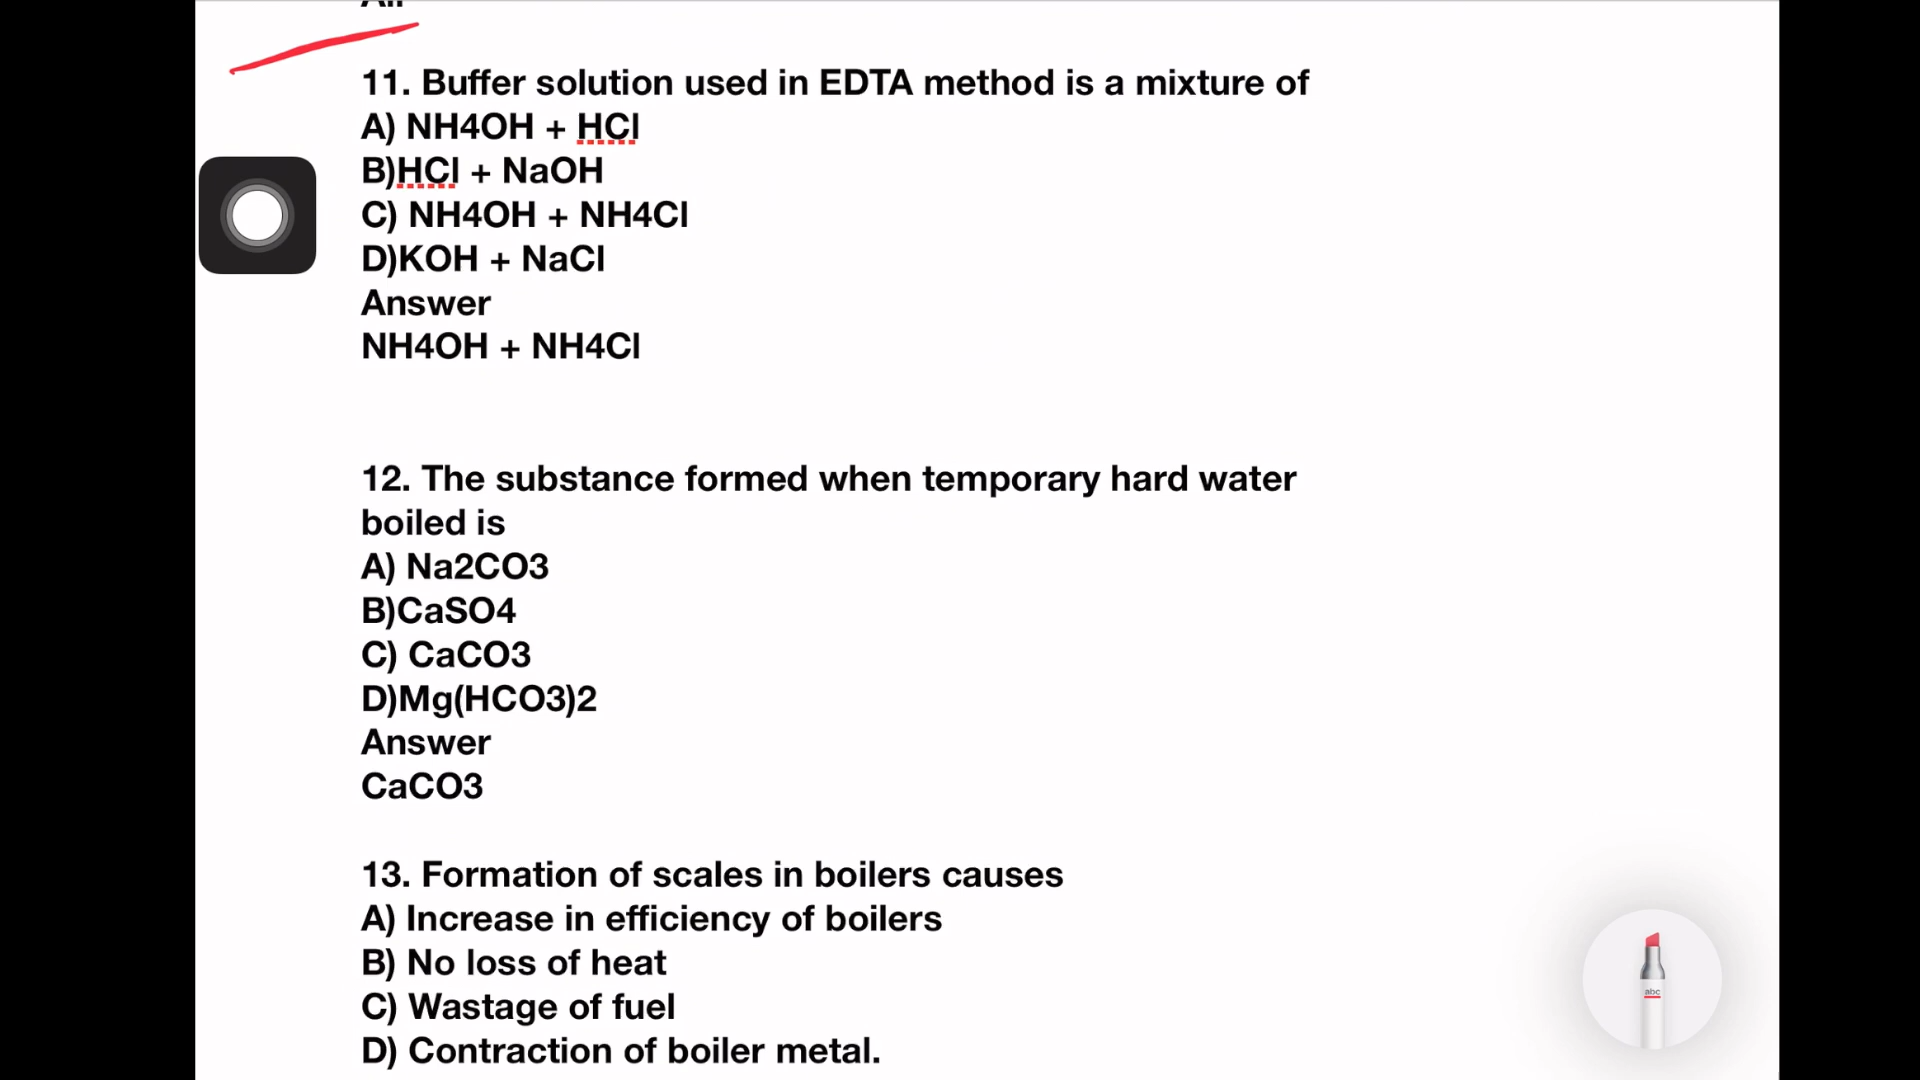 11. Buffer solution used in EDTA method is a mixture of
A) NH4OH + HCl
B)HCl + NaOH
C) NH4OH + NH4Cl
D)KOH + NaCl
Answer
NH4OH + NH4Cl
12. The substance formed when temporary hard water
boiled is
A) Na2CO3
B)CaSO4
C) CaCO3
D)Mg(HCO3)2
Answer
CaCO3
13. Formation of scales in boilers causes
A) Increase in efficiency of boilers
B) No loss of heat
C) Wastage of fuel
D) Contraction of boiler metal.
abc